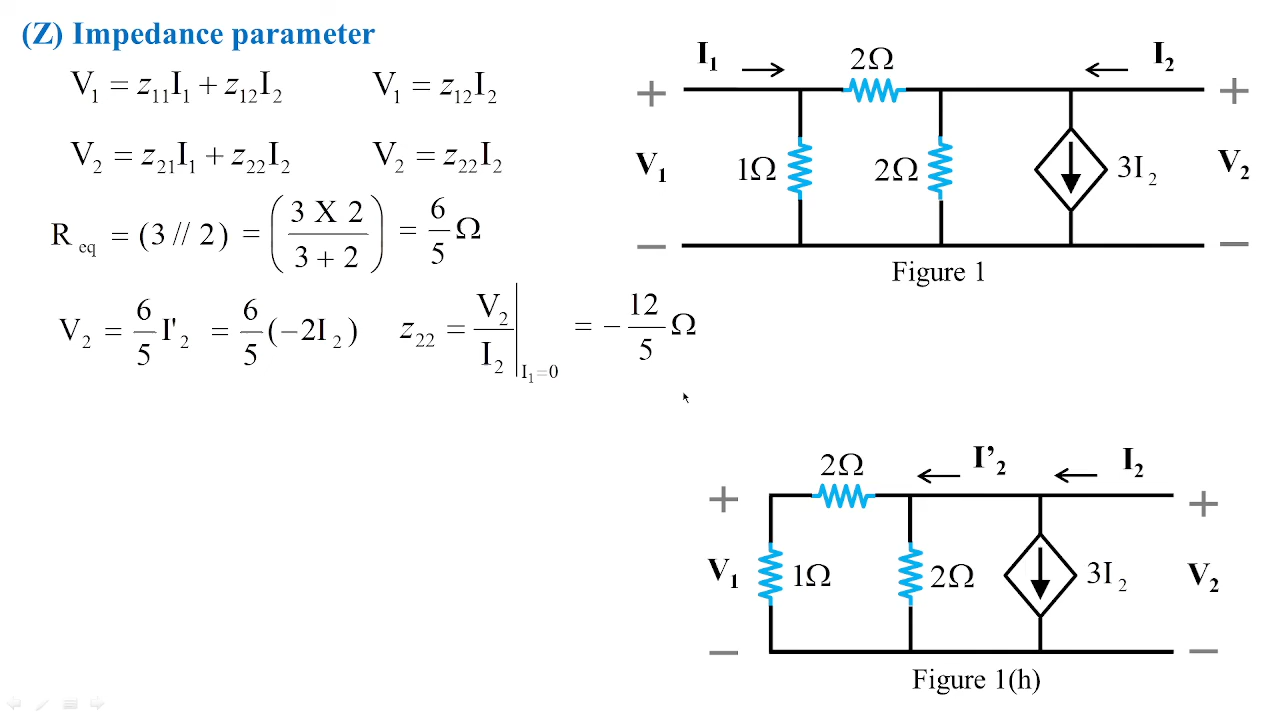 (Z) Impedance parameter
V₁ = z₁₁I₁ + z₁₂I₂
V₁ = z₁₂I₂
V₂ = z₂₁I₁ + z₂₂I₂
V₂ = z₂₂I₂
R eq = (3 // 2) = (3 X 2 / 3 + 2) = 6/5 Ω
V₂ = 6/5 I'₂ = 6/5 (−2I₂)
z₂₂ = V₂/I₂ |I₁=0 = − 12/5 Ω
I₁
2Ω
I₂
+
+
V₁
1Ω
2Ω
3I₂
V₂
−
−
Figure 1
2Ω
I’₂
I₂
+
+
V₁
1Ω
2Ω
3I₂
V₂
−
−
Figure 1(h)